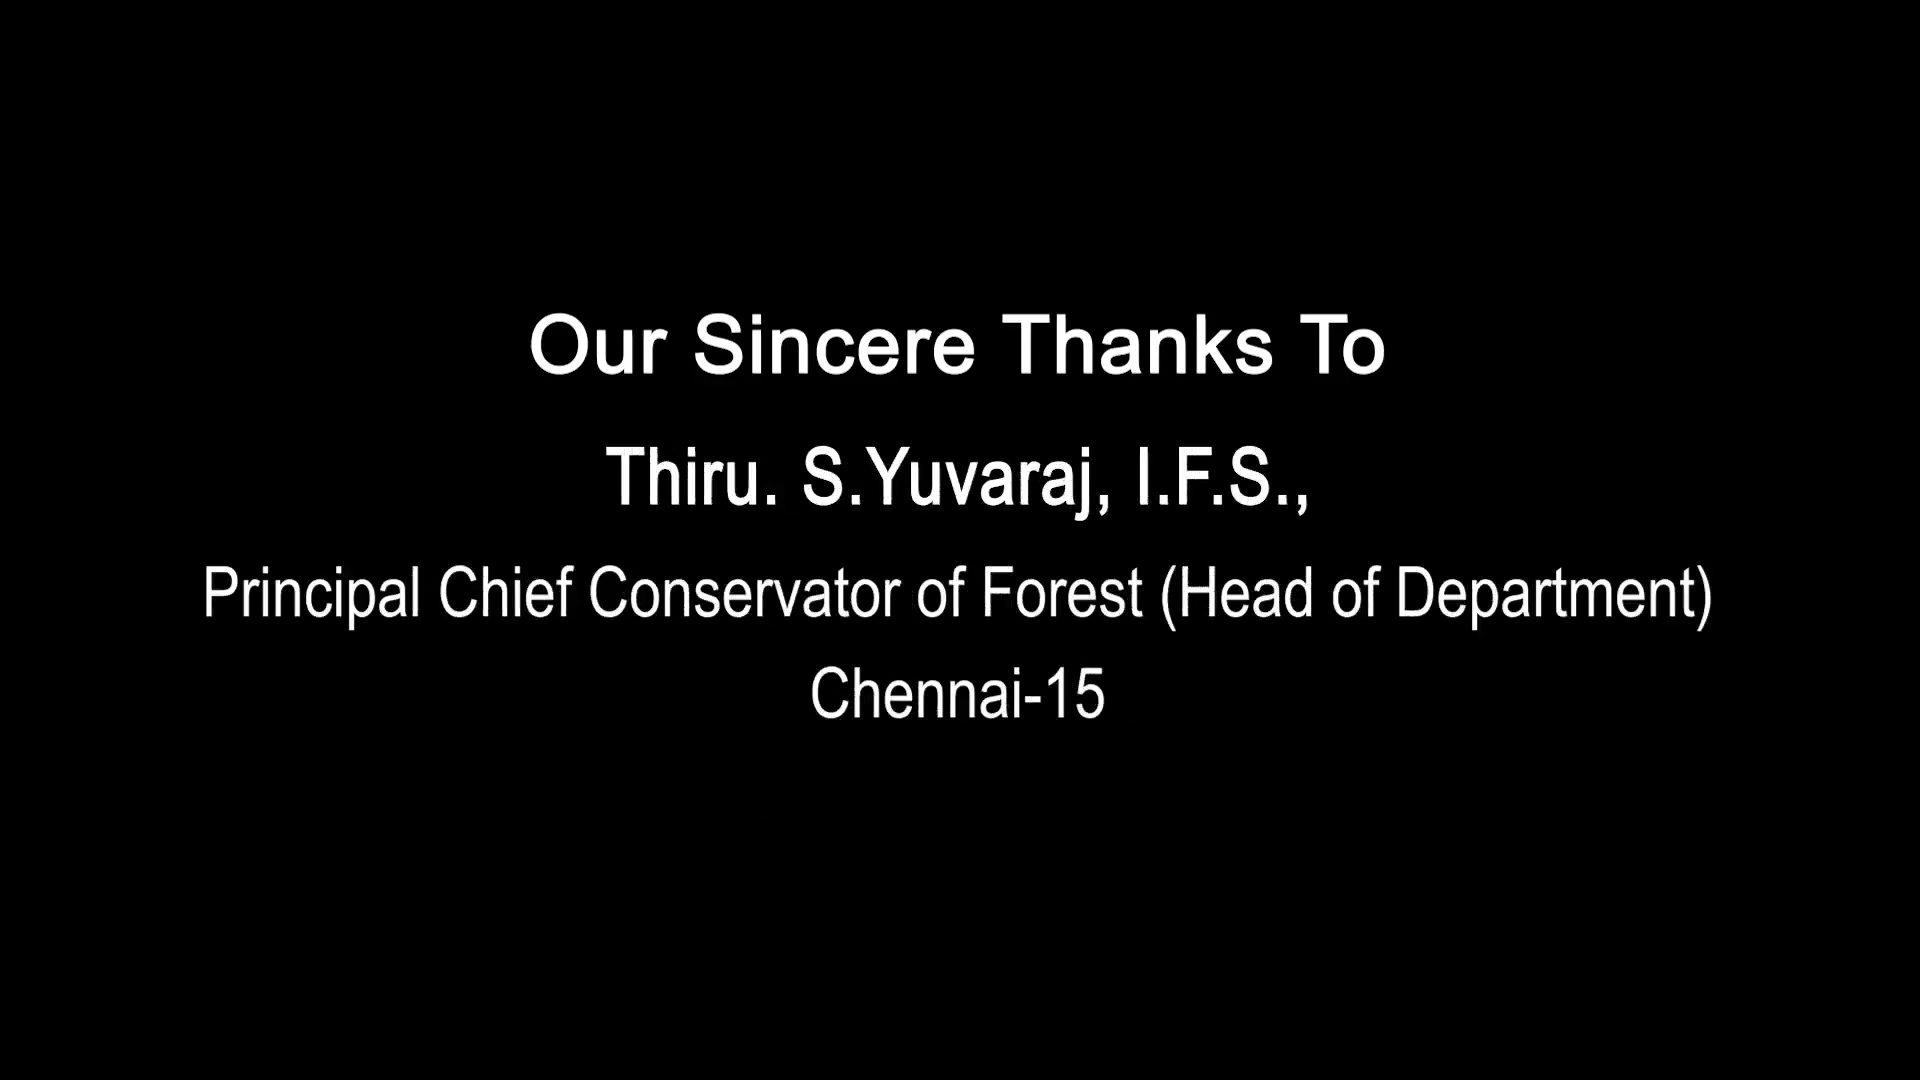 Our Sincere Thanks To
Thiru. S.Yuvaraj, I.F.S.,
Principal Chief Conservator of Forest (Head of Department)
Chennai-15